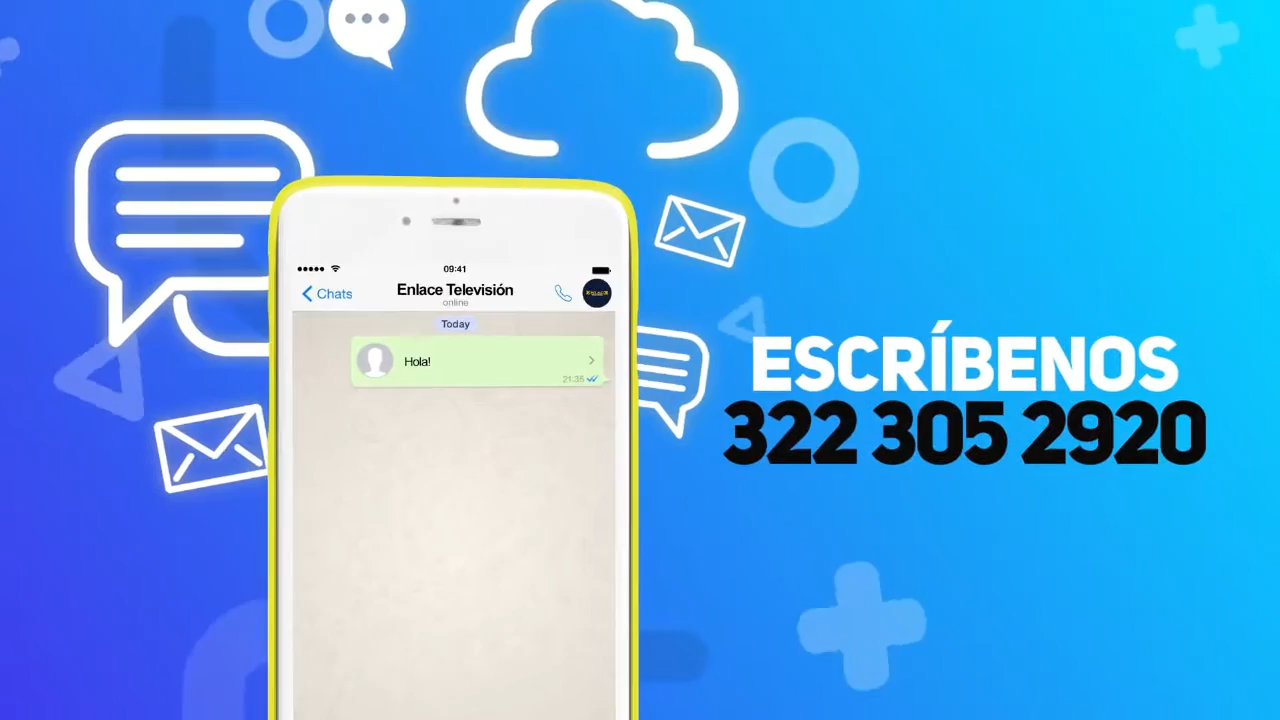 09:41
Chats
Enlace Televisión
online
Today
Hola!
21:35
ESCRÍBENOS
322 305 2920